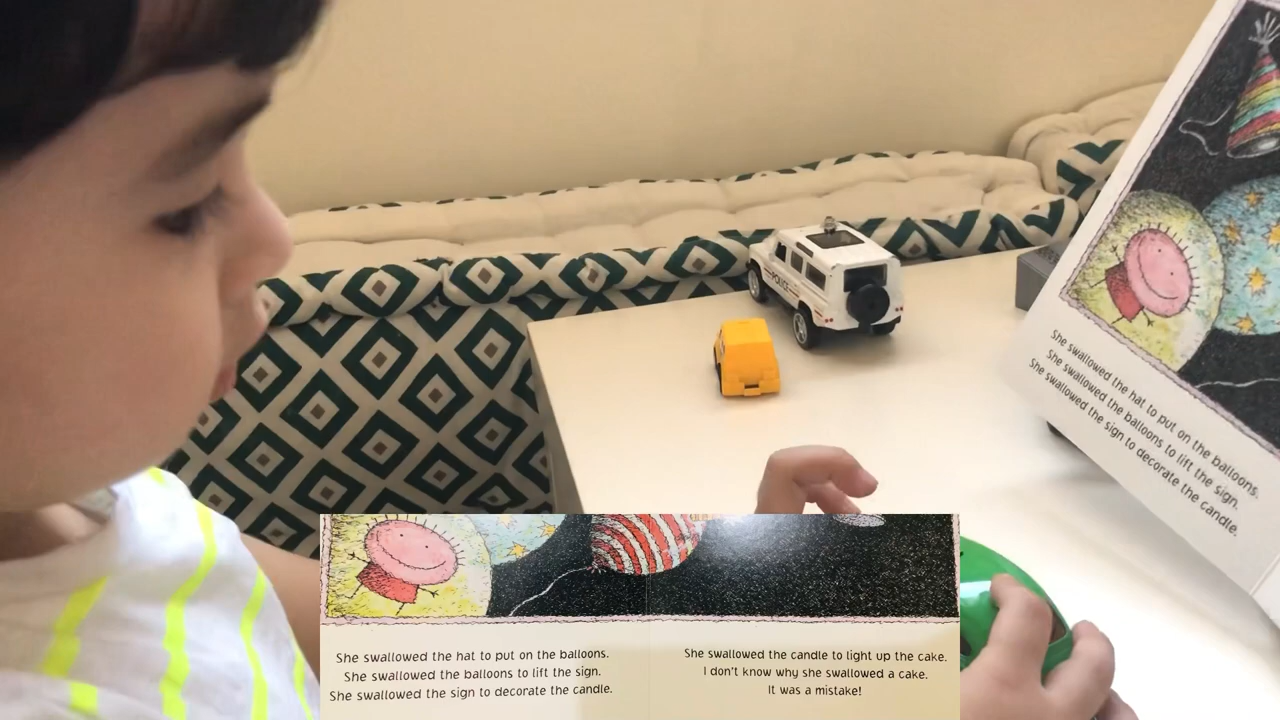 POLICE
She swallowed the hat to put on the balloons.
She swallowed the balloons to lift the sign.
She swallowed the sign to decorate the candle.
She swallowed the hat to put on the balloons.
She swallowed the balloons to lift the sign.
She swallowed the sign to decorate the candle.
She swallowed the candle to light up the cake.
I don't know why she swallowed a cake.
It was a mistake!